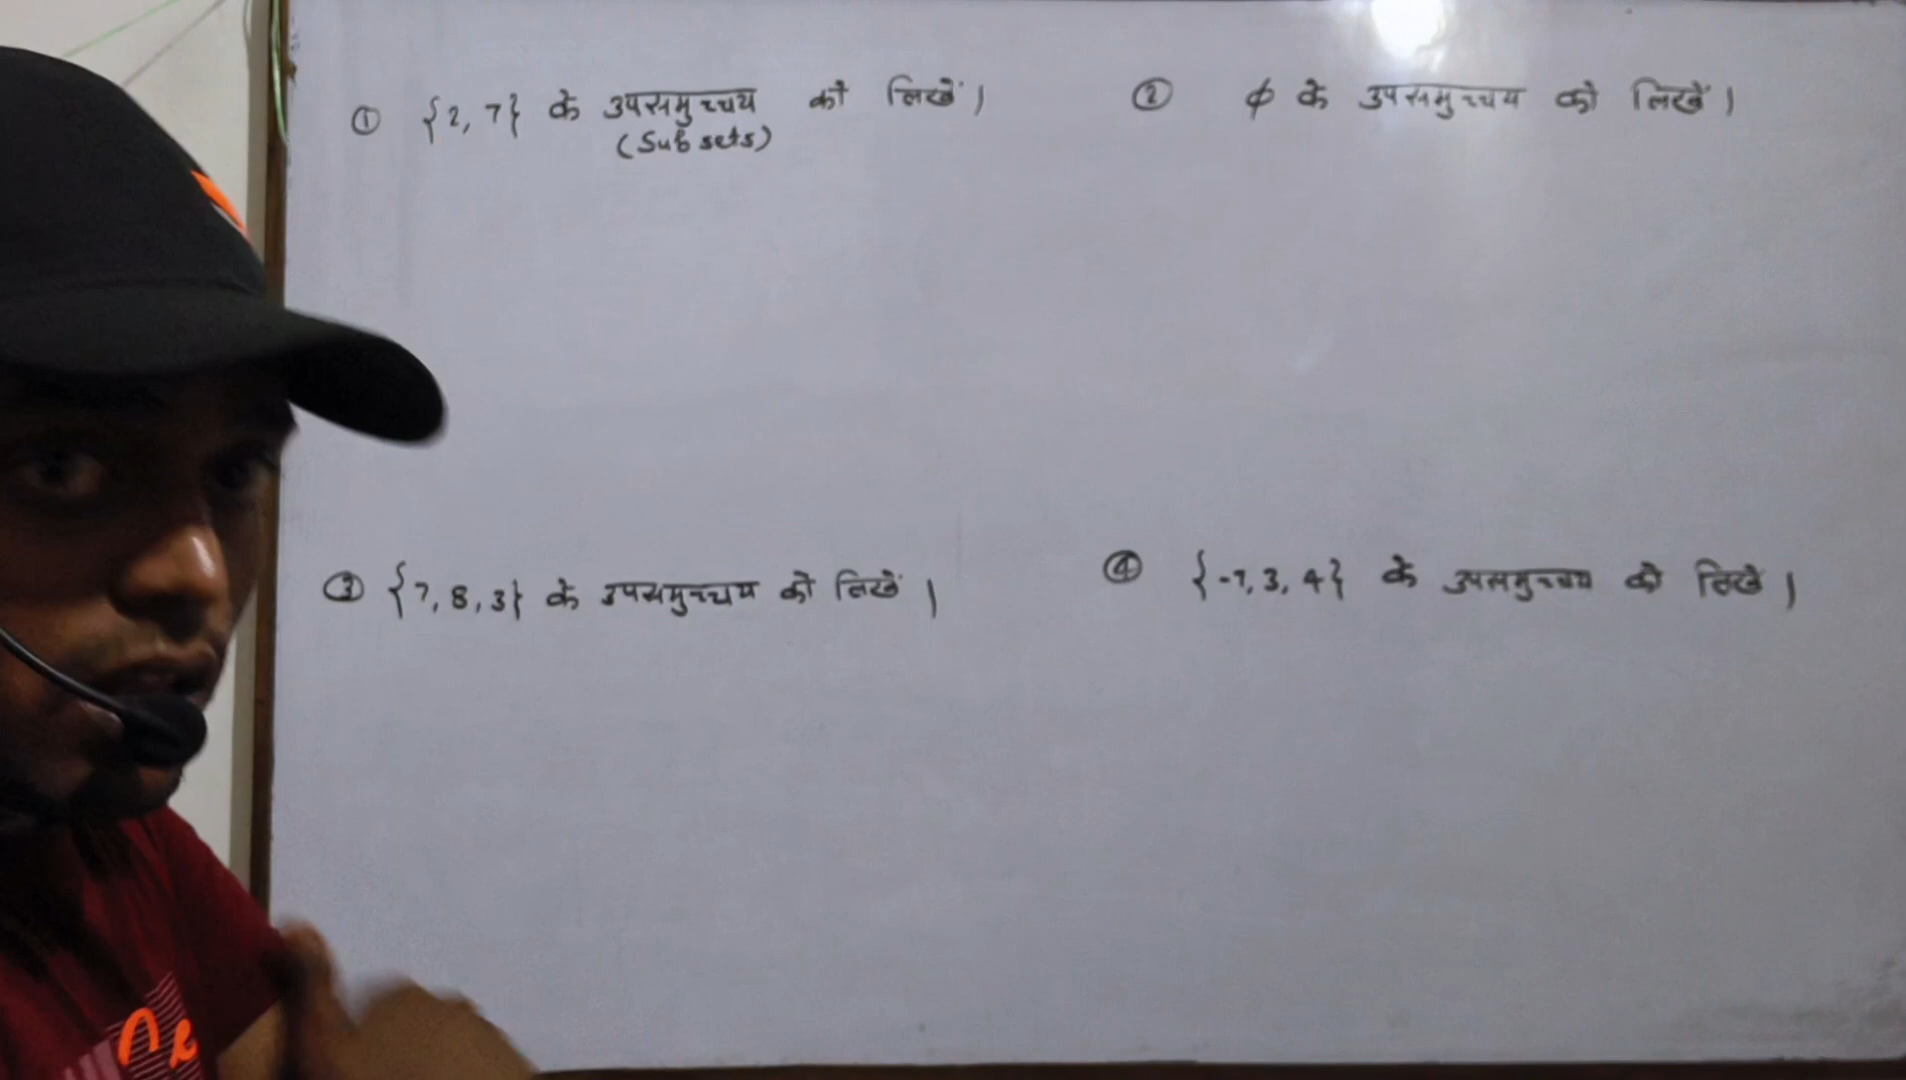 ① {2, 7} के उपसमुच्चय को लिखें।
(Sub sets)
② ϕ के उपसमुच्चय को लिखें।
③ {7, 8, 3} के उपसमुच्चय को लिखें।
④ {-7, 3, 4} के उपसमुच्चय को लिखें।